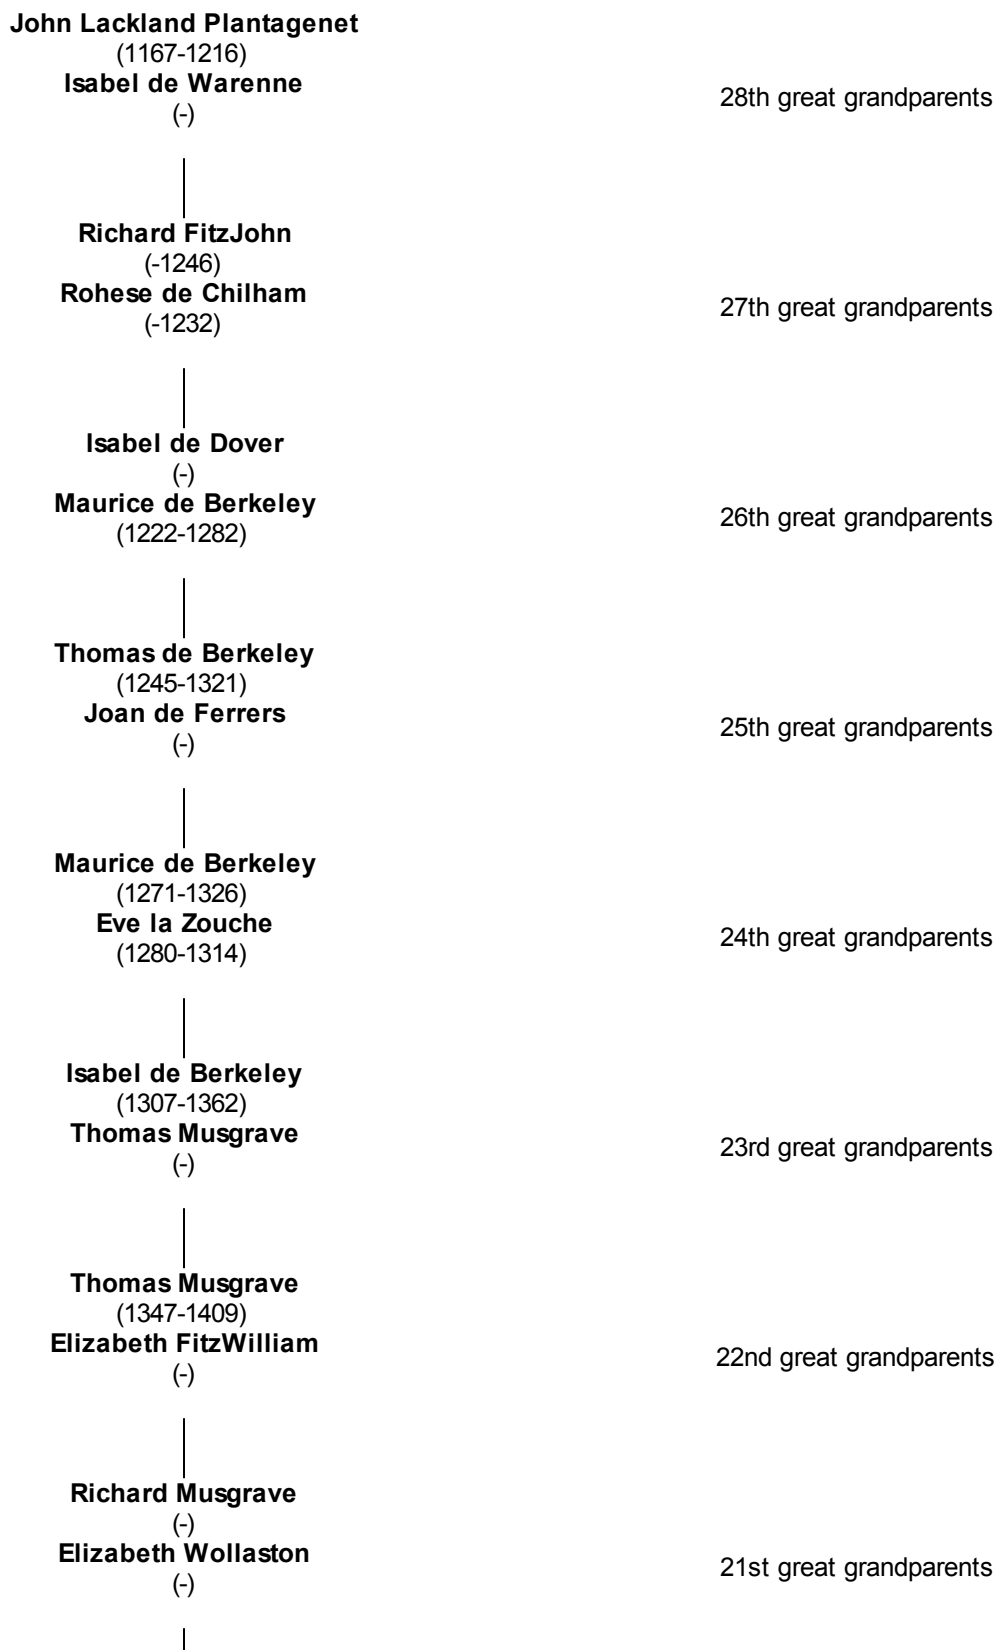 John Lackland Plantagenet
(1167-1216)
Isabel de Warenne
(-)
28th great grandparents
Richard FitzJohn
(-1246)
Rohese de Chilham
(-1232)
27th great grandparents
Isabel de Dover
(-)
Maurice de Berkeley
(1222-1282)
26th great grandparents
Thomas de Berkeley
(1245-1321)
Joan de Ferrers
(-)
25th great grandparents
Maurice de Berkeley
(1271-1326)
Eve la Zouche
(1280-1314)
24th great grandparents
Isabel de Berkeley
(1307-1362)
Thomas Musgrave
(-)
23rd great grandparents
Thomas Musgrave
(1347-1409)
Elizabeth FitzWilliam
(-)
22nd great grandparents
Richard Musgrave
(-)
Elizabeth Wollaston
(-)
21st great grandparents